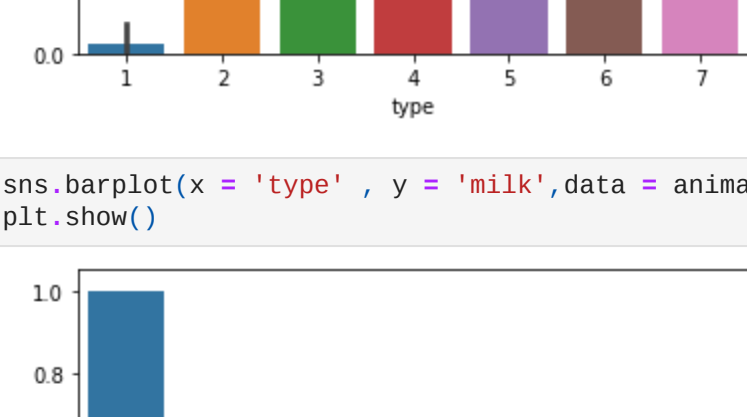 0.0
1 2 3 4 5 6 7
type
sns.barplot(x = 'type' , y = 'milk',data = anima
plt.show()
1.0
0.8